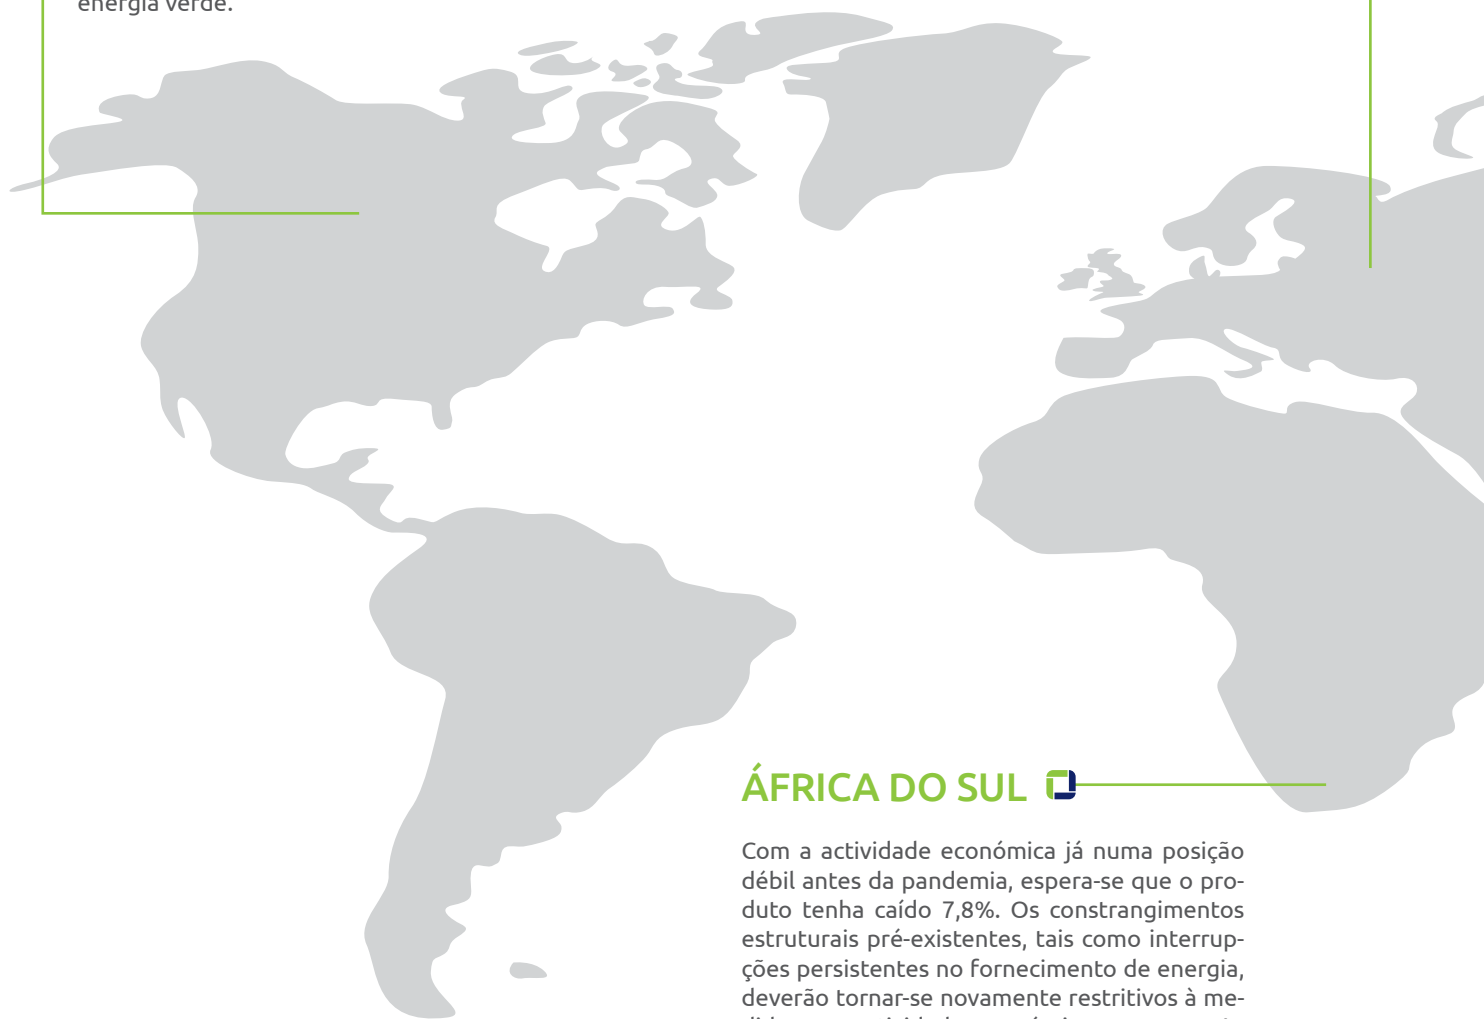 energia verde.
ÁFRICA DO SUL
Com a actividade económica já numa posição
débil antes da pandemia, espera-se que o pro-
duto tenha caído 7,8%. Os constrangimentos
estruturais pré-existentes, tais como interrup-
ções persistentes no fornecimento de energia,
deverão tornar-se novamente restritivos à me-